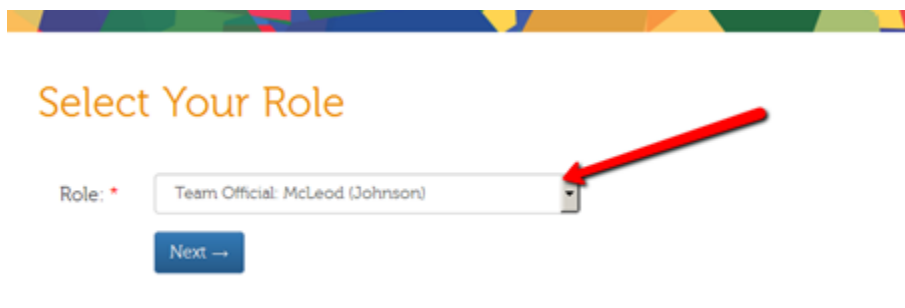 Select Your Role
Role: * Team Official: McLeod (Johnson)
Next →